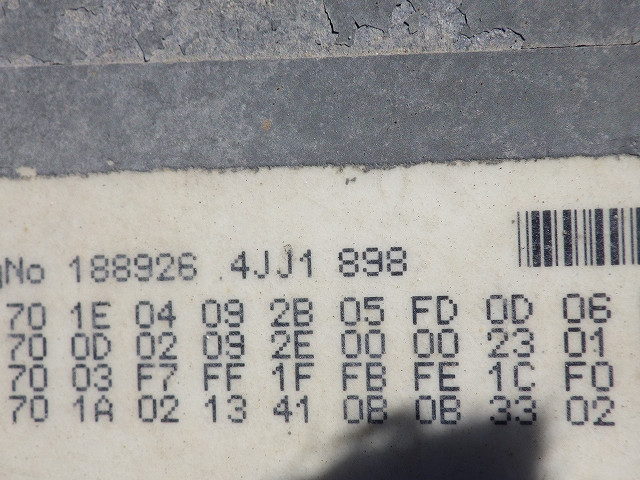 gNo 188926 4JJ1 898
70 1E 04 09 2B 05 FD 0D 06
70 0D 02 09 2E 00 00 23 01
70 03 F7 FF 1F FB FE 1C F0
70 1A 02 13 41 0B 0B 33 02